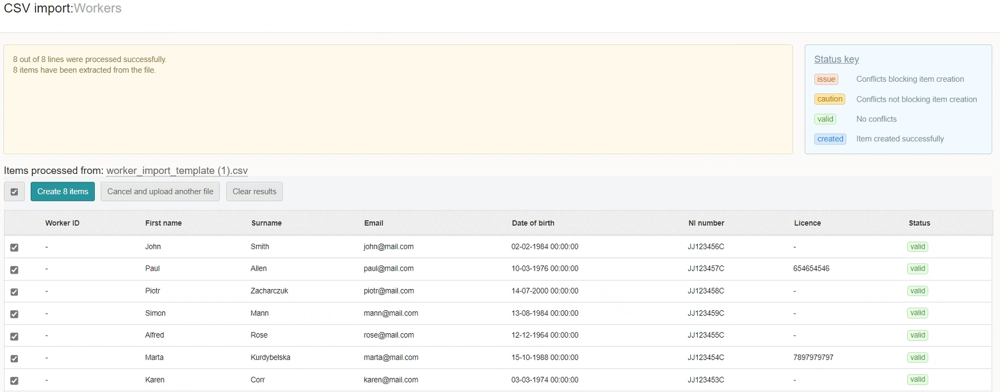 CSV import:Workers
8 out of 8 lines were processed successfully.
8 items have been extracted from the file.
Status key
issue Conflicts blocking item creation
caution Conflicts not blocking item creation
valid No conflicts
created Item created successfully
Items processed from: worker_import_template (1).csv
Create 8 items Cancel and upload another file Clear results
Worker ID First name Surname Email Date of birth NI number Licence Status
- John Smith john@mail.com 02-02-1984 00:00:00 JJ123456C - valid
- Paul Allen paul@mail.com 10-03-1976 00:00:00 JJ123457C 654654546 valid
- Piotr Zacharczuk piotr@mail.com 14-07-2000 00:00:00 JJ123458C - valid
- Simon Mann mann@mail.com 13-08-1984 00:00:00 JJ123459C - valid
- Alfred Rose rose@mail.com 12-12-1964 00:00:00 JJ123455C - valid
- Marta Kurdybelska marta@mail.com 15-10-1988 00:00:00 JJ123454C 7897979797 valid
- Karen Corr karen@mail.com 03-03-1974 00:00:00 JJ123453C - valid